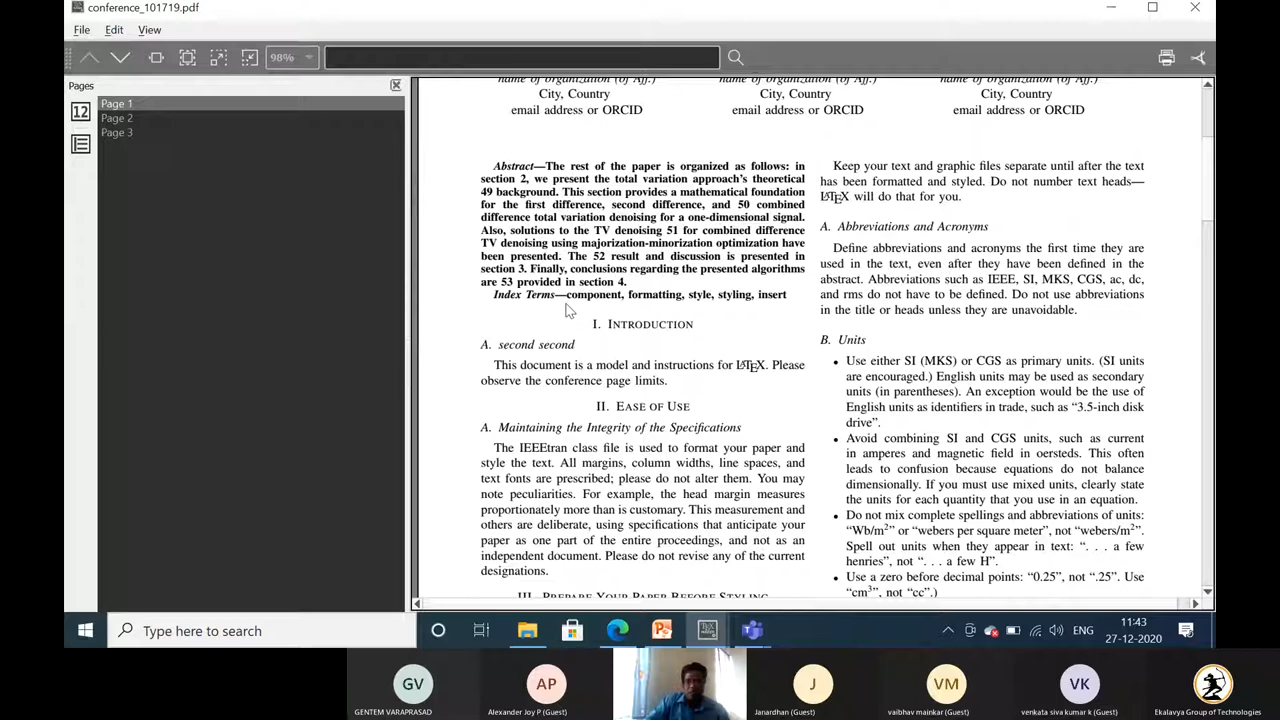 conference_101719.pdf
File Edit View
98%
Pages
Page 1
Page 2
Page 3
12
name of organization (of Aff.) name of organization (of Aff.) name of organization (of Aff.)
City, Country City, Country City, Country
email address or ORCID email address or ORCID email address or ORCID
Abstract—The rest of the paper is organized as follows: in
section 2, we present the total variation approach's theoretical
49 background. This section provides a mathematical foundation
for the first difference, second difference, and 50 combined
difference total variation denoising for a one-dimensional signal.
Also, solutions to the TV denoising 51 for combined difference
TV denoising using majorization-minorization optimization have
been presented. The 52 result and discussion is presented in
section 3. Finally, conclusions regarding the presented algorithms
are 53 provided in section 4.
Index Terms—component, formatting, style, styling, insert
I. Introduction
A. second second
This document is a model and instructions for LATEX. Please
observe the conference page limits.
II. Ease of Use
A. Maintaining the Integrity of the Specifications
The IEEEtran class file is used to format your paper and
style the text. All margins, column widths, line spaces, and
text fonts are prescribed; please do not alter them. You may
note peculiarities. For example, the head margin measures
proportionately more than is customary. This measurement and
others are deliberate, using specifications that anticipate your
paper as one part of the entire proceedings, and not as an
independent document. Please do not revise any of the current
designations.
III. Prepare Your Paper Before Styling
Keep your text and graphic files separate until after the text
has been formatted and styled. Do not number text heads—
LATEX will do that for you.
A. Abbreviations and Acronyms
Define abbreviations and acronyms the first time they are
used in the text, even after they have been defined in the
abstract. Abbreviations such as IEEE, SI, MKS, CGS, ac, dc,
and rms do not have to be defined. Do not use abbreviations
in the title or heads unless they are unavoidable.
B. Units
• Use either SI (MKS) or CGS as primary units. (SI units
are encouraged.) English units may be used as secondary
units (in parentheses). An exception would be the use of
English units as identifiers in trade, such as “3.5-inch disk
drive”.
• Avoid combining SI and CGS units, such as current
in amperes and magnetic field in oersteds. This often
leads to confusion because equations do not balance
dimensionally. If you must use mixed units, clearly state
the units for each quantity that you use in an equation.
• Do not mix complete spellings and abbreviations of units:
“Wb/m²” or “webers per square meter”, not “webers/m²”.
Spell out units when they appear in text: “. . . a few
henries”, not “. . . a few H”.
• Use a zero before decimal points: “0.25”, not “.25”. Use
“cm³”, not “cc”.)
Type here to search
ENG
11:43
27-12-2020
GV AP J VM VK
GENTEM VARAPRASAD Alexander Joy P (Guest) Janardhan (Guest) vaibhav mainkar (Guest) venkata siva kumar k (Guest) Ekalavya Group of Technologies